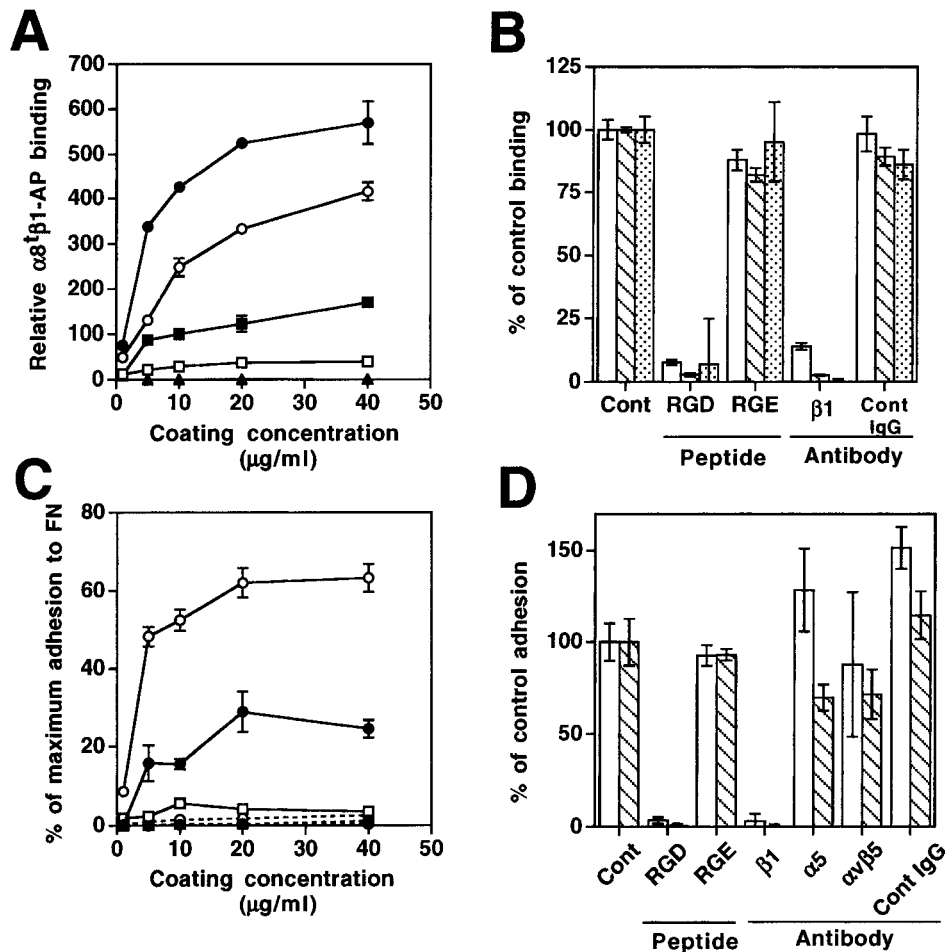 A
Relative α8ᵗβ1-AP binding
700
600
500
400
300
200
100
0
0 10 20 30 40 50
Coating concentration
(μg/ml)
B
% of control binding
125
100
75
50
25
0
Cont RGD RGE β1 Cont
IgG
Peptide Antibody
C
% of maximum adhesion to FN
80
60
40
20
0
0 10 20 30 40 50
Coating concentration
(μg/ml)
D
% of control adhesion
150
100
50
0
Cont RGD RGE β1 α5 αvβ5 Cont IgG
Peptide Antibody